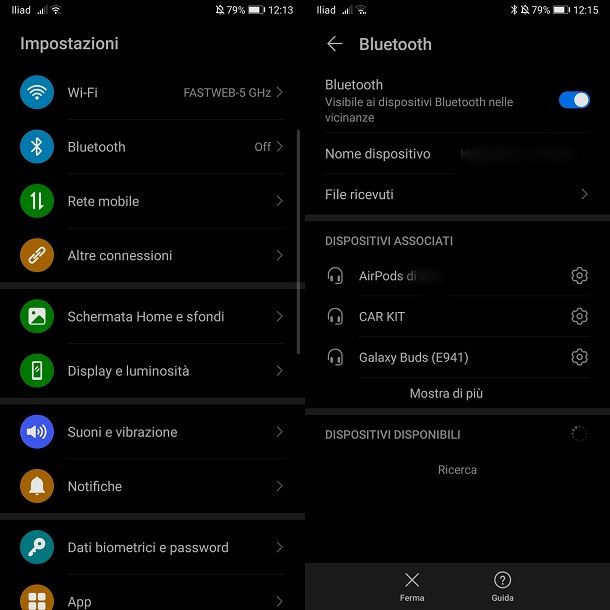 Iliad 79% 12:13
Impostazioni
Wi-Fi FASTWEB-5 GHz
Bluetooth Off
Rete mobile
Altre connessioni
Schermata Home e sfondi
Display e luminosità
Suoni e vibrazione
Notifiche
Dati biometrici e password
App
Iliad 79% 12:15
Bluetooth
Bluetooth
Visibile ai dispositivi Bluetooth nelle
vicinanze
Nome dispositivo
File ricevuti
DISPOSITIVI ASSOCIATI
AirPods di
CAR KIT
Galaxy Buds (E941)
Mostra di più
DISPOSITIVI DISPONIBILI
Ricerca
Ferma Guida